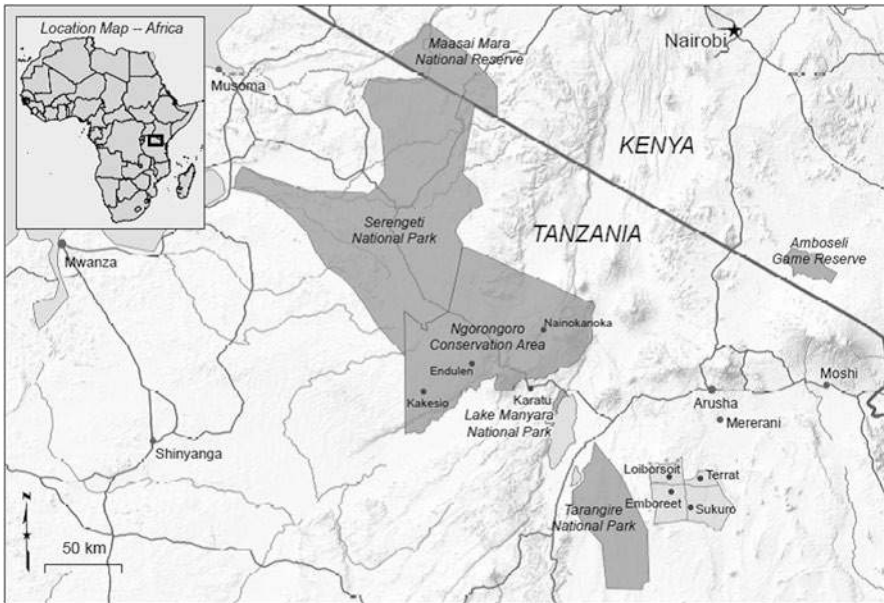 Location Map -- Africa
Maasai Mara
National Reserve
Nairobi
Musoma
KENYA
Serengeti
National Park
TANZANIA
Amboseli
Game Reserve
Mwanza
Nainokanoka
Ngorongoro
Conservation Area
Endulen
Moshi
Kakesio
Karatu
Arusha
Lake Manyara
National Park
Mererani
Shinyanga
Loiborsoit
Terrat
Emboreet
Sukuro
Tarangire
National Park
N
50 km